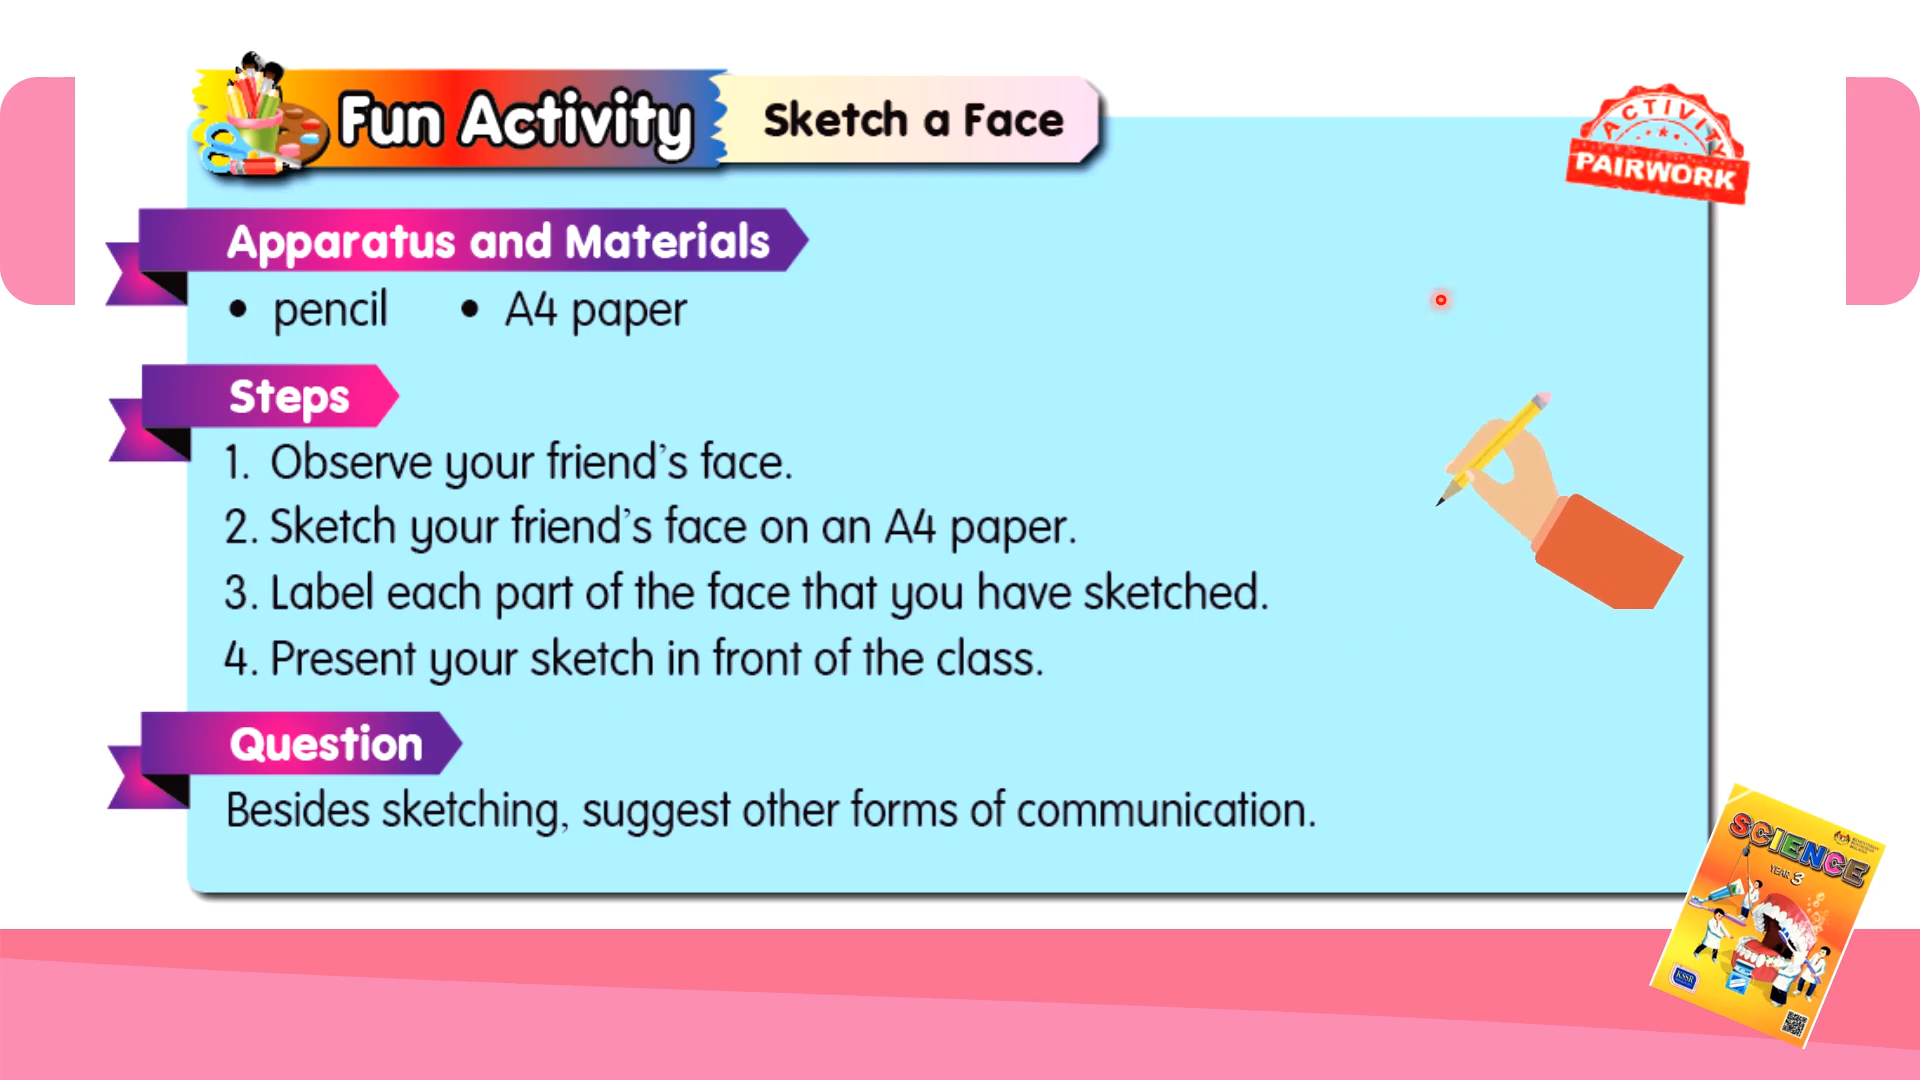 Fun Activity
Sketch a Face
ACTIVITY
PAIRWORK
Apparatus and Materials
• pencil • A4 paper
Steps
1. Observe your friend's face.
2. Sketch your friend's face on an A4 paper.
3. Label each part of the face that you have sketched.
4. Present your sketch in front of the class.
Question
Besides sketching, suggest other forms of communication.
SCIENCE
YEAR 3
KSSR